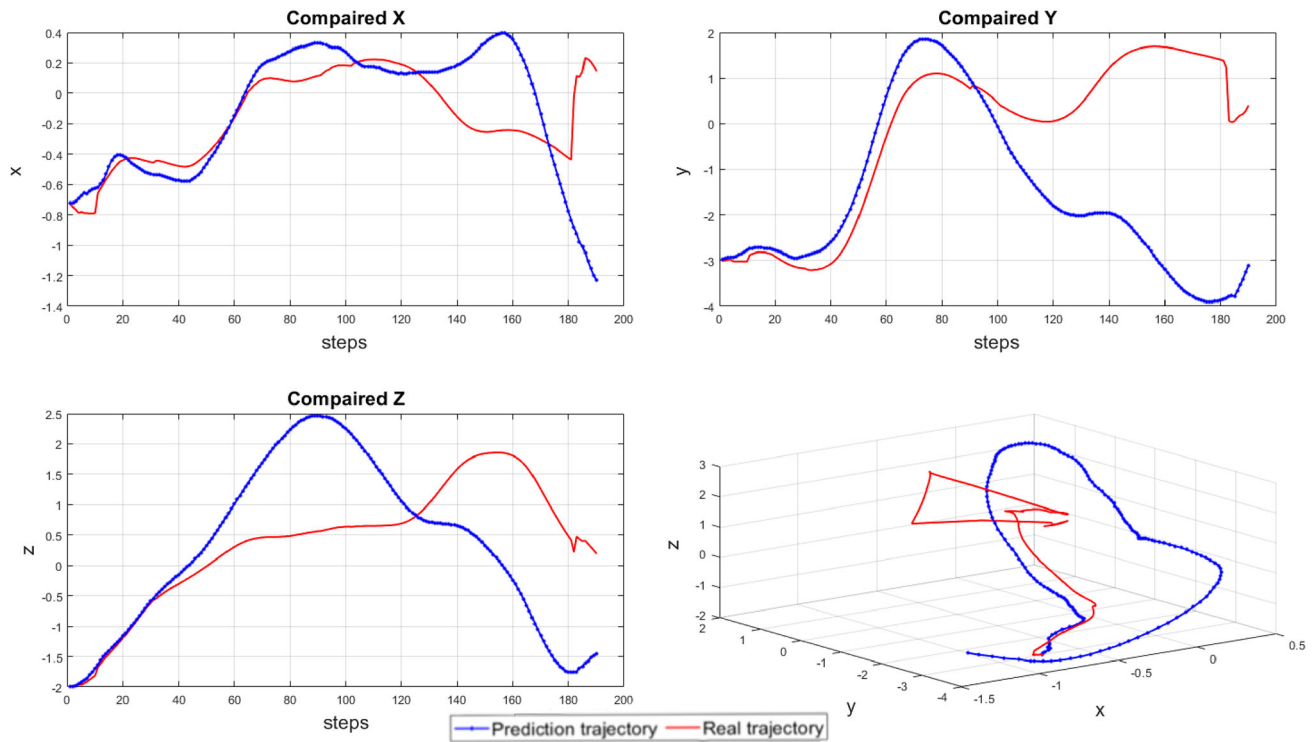 Compaired X
0.4
0.2
0
-0.2
-0.4
-0.6
-0.8
-1
-1.2
-1.4
x
0 20 40 60 80 100 120 140 160 180 200
steps
Compaired Y
2
1
0
-1
-2
-3
-4
y
0 20 40 60 80 100 120 140 160 180 200
steps
Compaired Z
2.5
2
1.5
1
0.5
0
-0.5
-1
-1.5
-2
z
0 20 40 60 80 100 120 140 160 180 200
steps
3
2
1
0
-1
-2
z
2 1 0 -1 -2 -3 -4
y
-1.5 -1 -0.5 0 0.5
x
Prediction trajectory Real trajectory